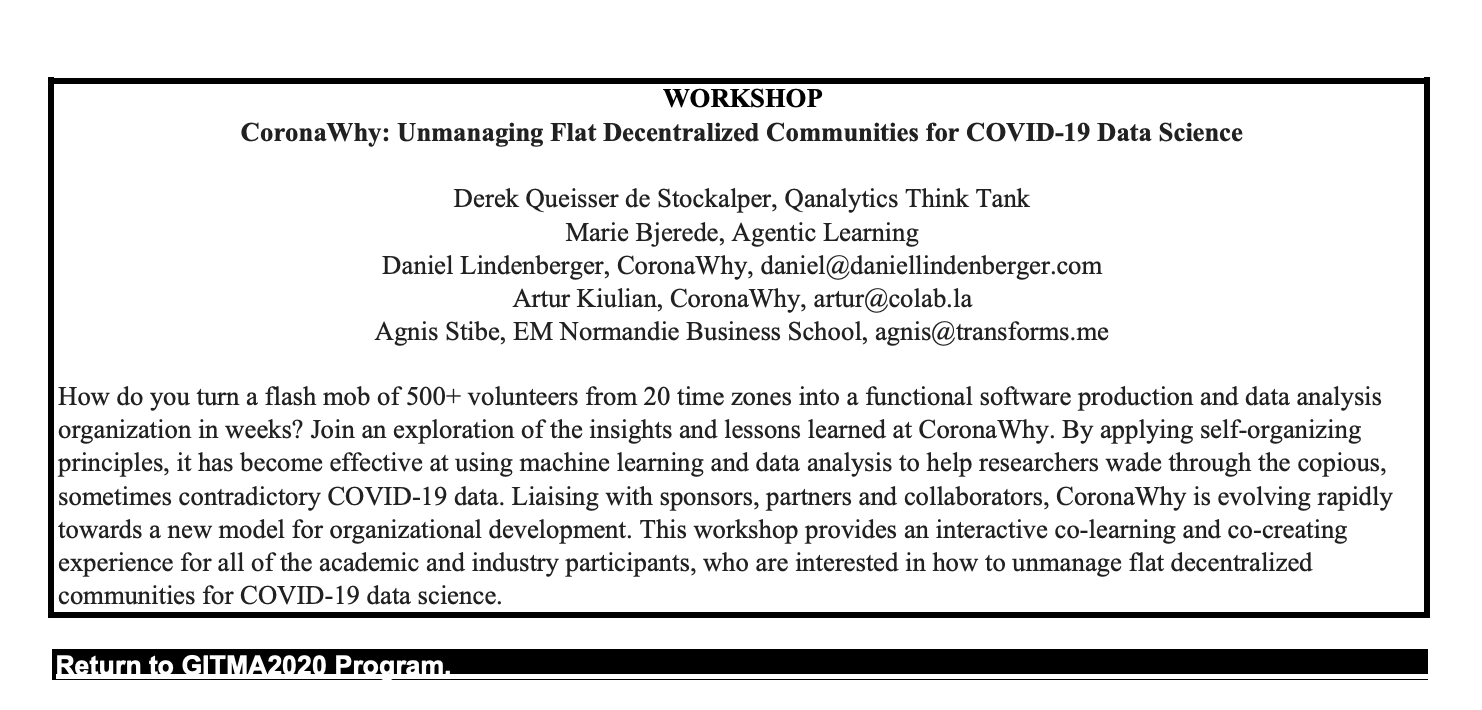 WORKSHOP
CoronaWhy: Unmanaging Flat Decentralized Communities for COVID-19 Data Science
Derek Queisser de Stockalper, Qanalytics Think Tank
Marie Bjerede, Agentic Learning
Daniel Lindenberger, CoronaWhy, daniel@daniellindenberger.com
Artur Kiulian, CoronaWhy, artur@colab.la
Agnis Stibe, EM Normandie Business School, agnis@transforms.me
How do you turn a flash mob of 500+ volunteers from 20 time zones into a functional software production and data analysis
organization in weeks? Join an exploration of the insights and lessons learned at CoronaWhy. By applying self-organizing
principles, it has become effective at using machine learning and data analysis to help researchers wade through the copious,
sometimes contradictory COVID-19 data. Liaising with sponsors, partners and collaborators, CoronaWhy is evolving rapidly
towards a new model for organizational development. This workshop provides an interactive co-learning and co-creating
experience for all of the academic and industry participants, who are interested in how to unmanage flat decentralized
communities for COVID-19 data science.
Return to GITMA2020 Program.